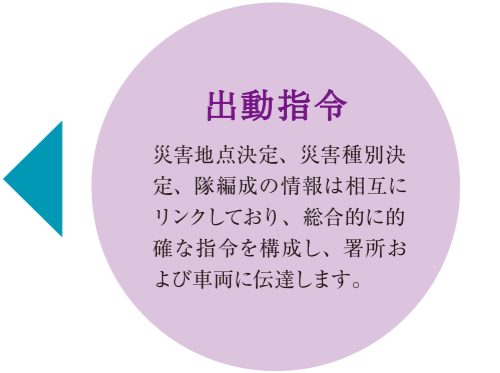 出動指令
災害地点決定、災害種別決
定、隊編成の情報は相互に
リンクしており、総合的に的
確な指令を構成し、署所お
よび車両に伝達します。